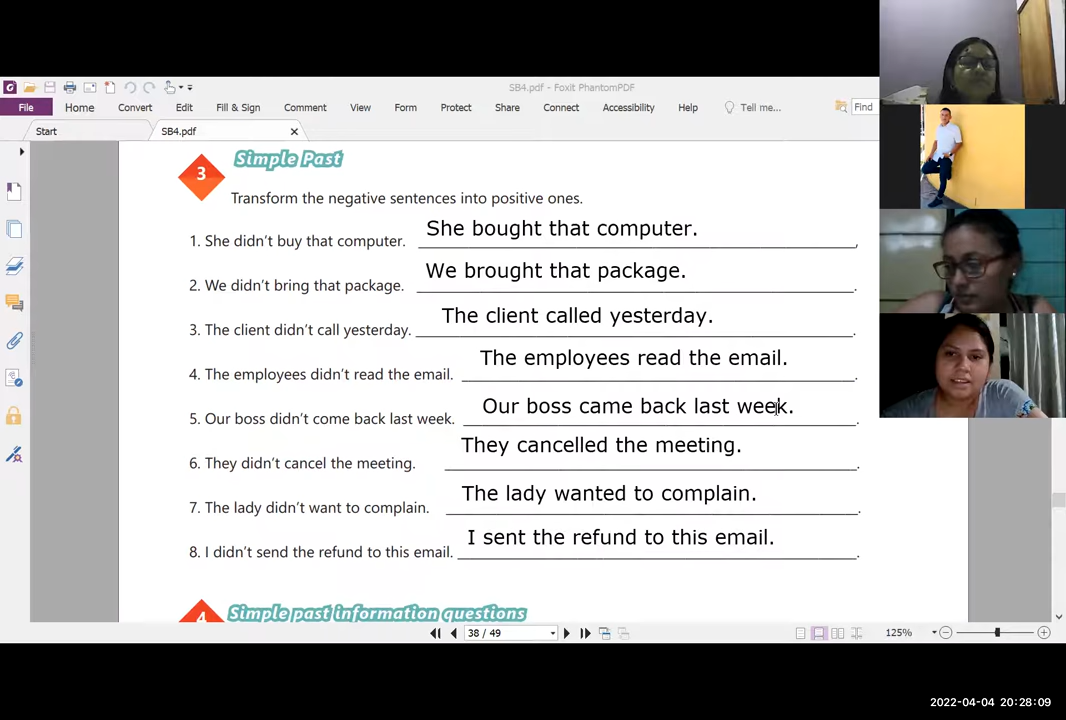 SB4.pdf - Foxit PhantomPDF
File Home Convert Edit Fill & Sign Comment View Form Protect Share Connect Accessibility Help Tell me... Find
Start SB4.pdf
3 Simple Past
Transform the negative sentences into positive ones.
1. She didn't buy that computer. She bought that computer.
2. We didn't bring that package. We brought that package.
3. The client didn't call yesterday. The client called yesterday.
4. The employees didn't read the email. The employees read the email.
5. Our boss didn't come back last week. Our boss came back last week.
6. They didn't cancel the meeting. They cancelled the meeting.
7. The lady didn't want to complain. The lady wanted to complain.
8. I didn't send the refund to this email. I sent the refund to this email.
4 Simple past information questions
38 / 49 125%
2022-04-04 20:28:09